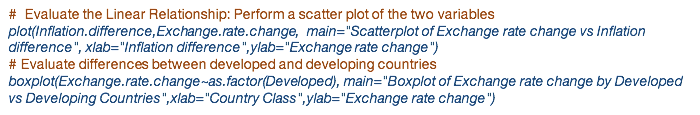 #  Evaluate the Linear Relationship: Perform a scatter plot of the two variables
plot(Inflation.difference,Exchange.rate.change,  main="Scatterplot of Exchange rate change vs Inflation
difference", xlab="Inflation difference",ylab="Exchange rate change")
# Evaluate differences between developed and developing countries
boxplot(Exchange.rate.change~as.factor(Developed), main="Boxplot of Exchange rate change by Developed
vs Developing Countries",xlab="Country Class",ylab="Exchange rate change")